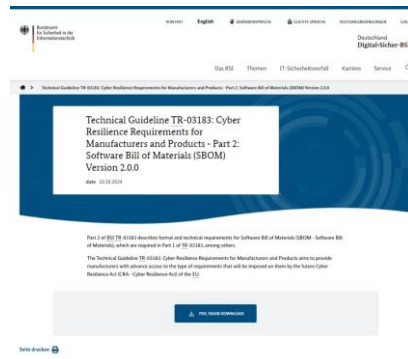 Bundesamt
für Sicherheit in der
Informationstechnik
KONTAKT English GEBÄRDENSPRACHE LEICHTE SPRACHE NUTZUNGSBEDINGUNGEN
Deutschland
Digital-Sicher-BSI
Das BSI Themen IT-Sicherheitsvorfall Karriere Service
Technical Guideline TR-03183: Cyber Resilience Requirements for Manufacturers and Products - Part 2: Software Bill of Materials (SBOM) Version 2.0.0
Technical Guideline TR-03183: Cyber
Resilience Requirements for
Manufacturers and Products - Part 2:
Software Bill of Materials (SBOM)
Version 2.0.0
Part 2 of BSI TR-03183 describes formal and technical requirements for Software Bill of Materials (SBOM - Software Bill
of Materials), which are required in Part 1 of TR-03183, among others.
The Technical Guideline TR-03183: Cyber Resilience Requirements for Manufacturers and Products aims to provide
manufacturers with advance access to the type of requirements that will be imposed on them by the future Cyber
Resilience Act (CRA - Cyber Resilience Act) of the EU.
Seite drucken